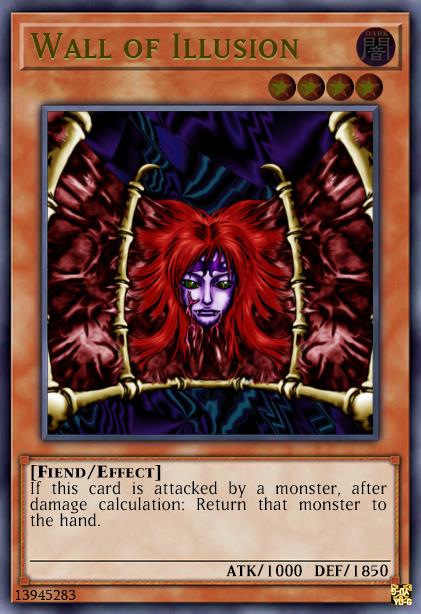 WALL OF ILLUSION
DARK
闇
[FIEND/EFFECT]
If this card is attacked by a monster, after
damage calculation: Return that monster to
the hand.
ATK/1000 DEF/1850
13945283